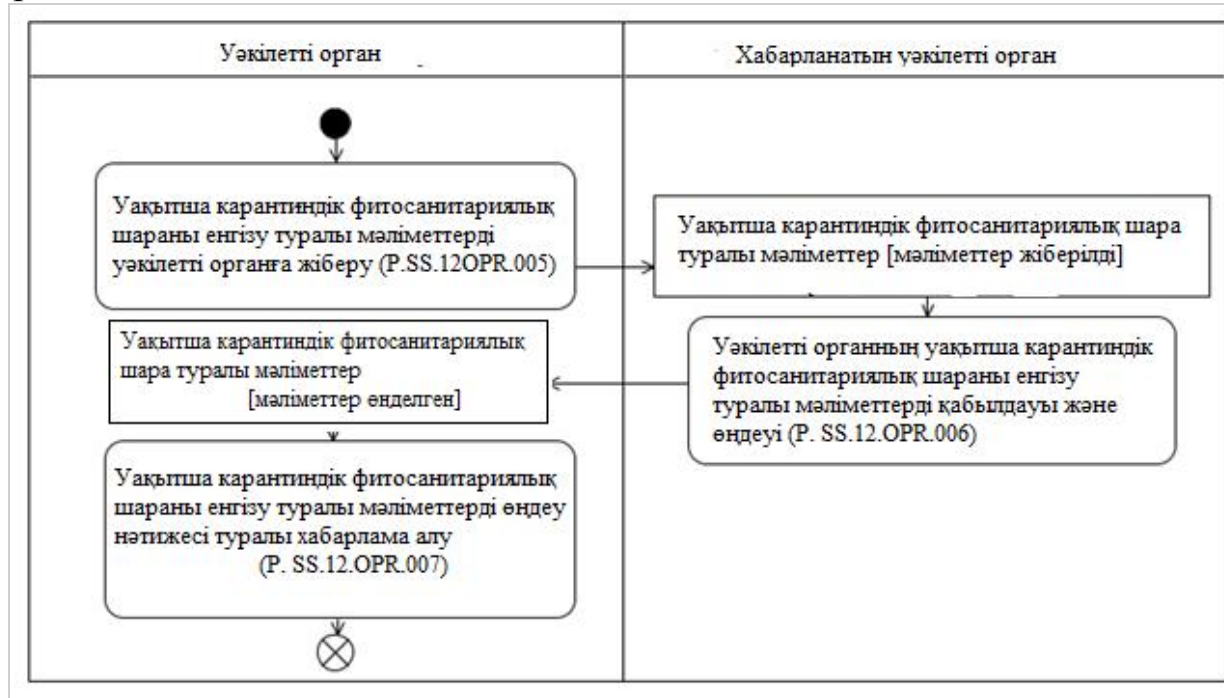 Уәкілетті орган
Хабарланатын уәкілетті орган
Уақытша карантиндік фитосанитариялық
шараны енгізу туралы мәліметтерді
уәкілетті органға жіберу (P.SS.12OPR.005)
Уақытша карантиндік фитосанитариялық шара
туралы мәліметтер [мәліметтер жіберілді]
Уәкілетті органның уақытша карантиндік
фитосанитариялық шараны енгізу
туралы мәліметтерді қабылдауы және
өңдеуі (P. SS.12.OPR.006)
Уақытша карантиндік фитосанитариялық
шара туралы мәліметтер
[мәліметтер өңделген]
Уақытша карантиндік фитосанитариялық
шараны енгізу туралы мәліметтерді өңдеу
нәтижесі туралы хабарлама алу
(P. SS.12.OPR.007)